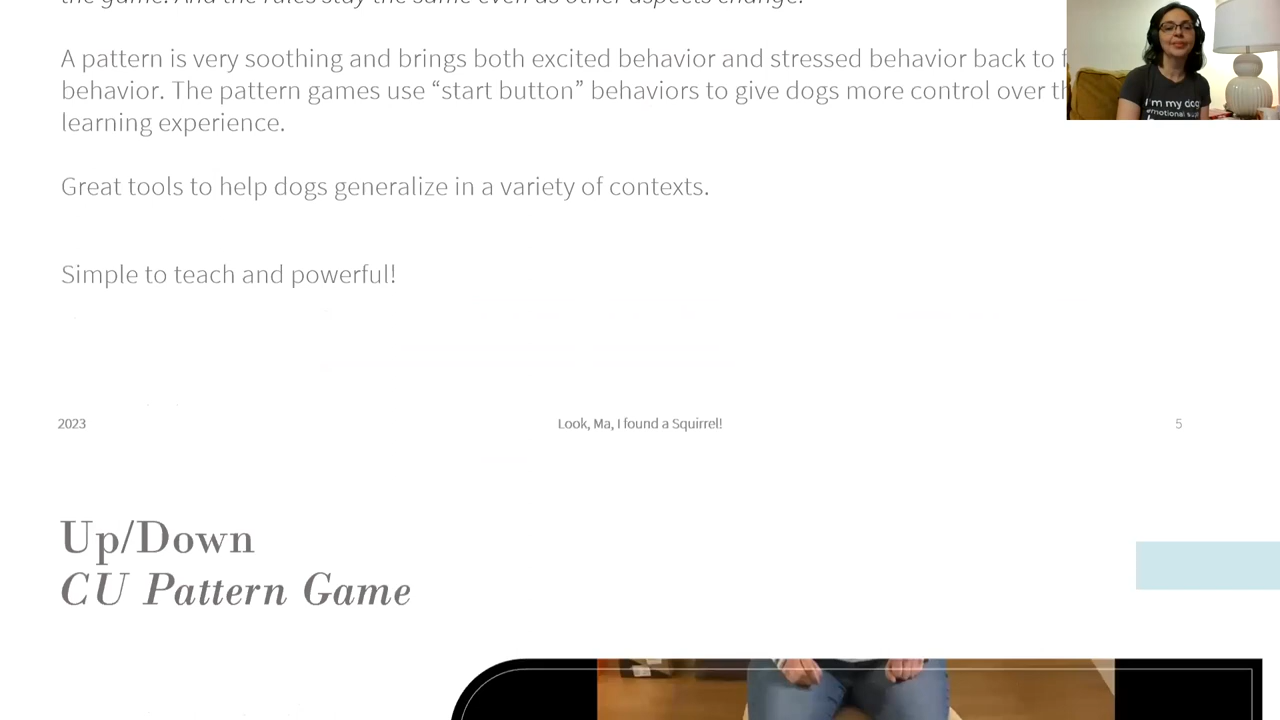 the game. And the rules stay the same even as other aspects change.
A pattern is very soothing and brings both excited behavior and stressed behavior back to
behavior. The pattern games use “start button” behaviors to give dogs more control over
learning experience.
Great tools to help dogs generalize in a variety of contexts.
Simple to teach and powerful!
I'm my dog
2023
Look, Ma, I found a Squirrel!
5
Up/Down
CU Pattern Game